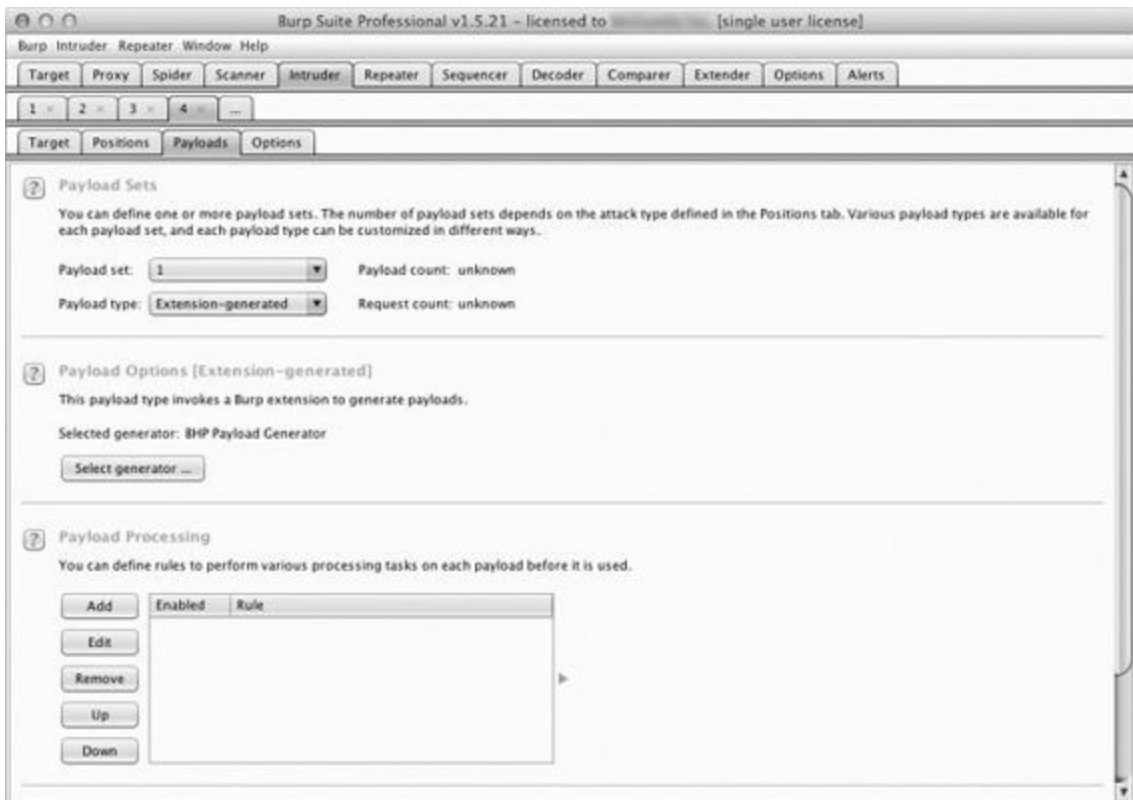 Burp Suite Professional v1.5.21 – licensed to [single user license]
Burp Intruder Repeater Window Help
Target Proxy Spider Scanner Intruder Repeater Sequencer Decoder Comparer Extender Options Alerts
1 × 2 × 3 × 4 × ...
Target Positions Payloads Options
? Payload Sets
You can define one or more payload sets. The number of payload sets depends on the attack type defined in the Positions tab. Various payload types are available for
each payload set, and each payload type can be customized in different ways.
Payload set: 1 Payload count: unknown
Payload type: Extension-generated Request count: unknown
? Payload Options [Extension-generated]
This payload type invokes a Burp extension to generate payloads.
Selected generator: BHP Payload Generator
Select generator ...
? Payload Processing
You can define rules to perform various processing tasks on each payload before it is used.
Add Enabled Rule
Edit
Remove
Up
Down